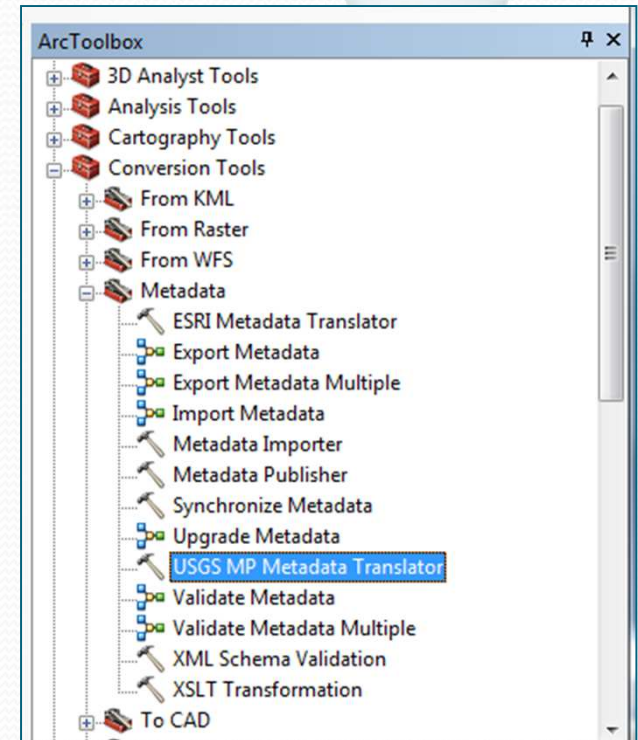 ArcToolbox
3D Analyst Tools
Analysis Tools
Cartography Tools
Conversion Tools
From KML
From Raster
From WFS
Metadata
ESRI Metadata Translator
Export Metadata
Export Metadata Multiple
Import Metadata
Metadata Importer
Metadata Publisher
Synchronize Metadata
Upgrade Metadata
USGS MP Metadata Translator
Validate Metadata
Validate Metadata Multiple
XML Schema Validation
XSLT Transformation
To CAD